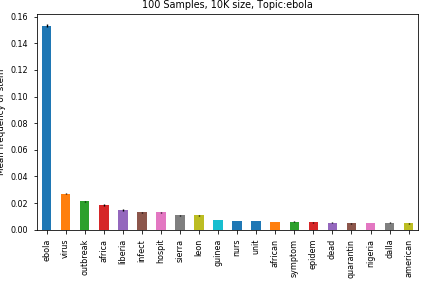 100 Samples, 10K size, Topic:ebola
Mean frequency of stem
0.16
0.14
0.12
0.10
0.08
0.06
0.04
0.02
0.00
ebola
virus
outbreak
africa
liberia
infect
hospit
sierra
leon
guinea
nurs
unit
african
symptom
epidem
dead
quarantin
nigeria
dalla
american